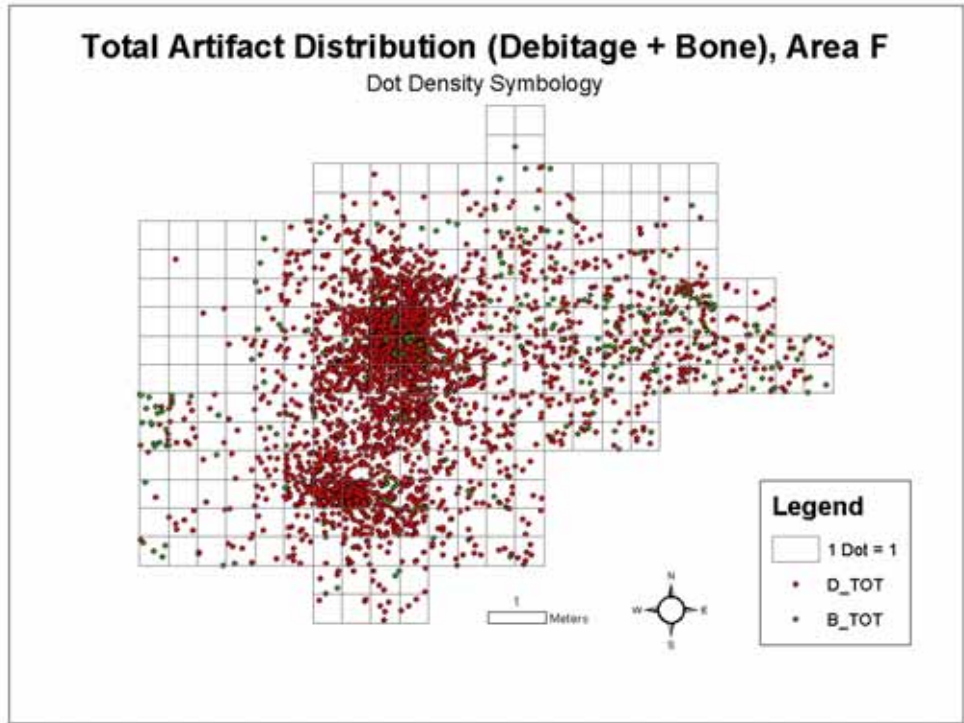 Total Artifact Distribution (Debitage + Bone), Area F
Dot Density Symbology
Legend
1 Dot = 1
D_TOT
B_TOT
1
Meters
N
W
E
S